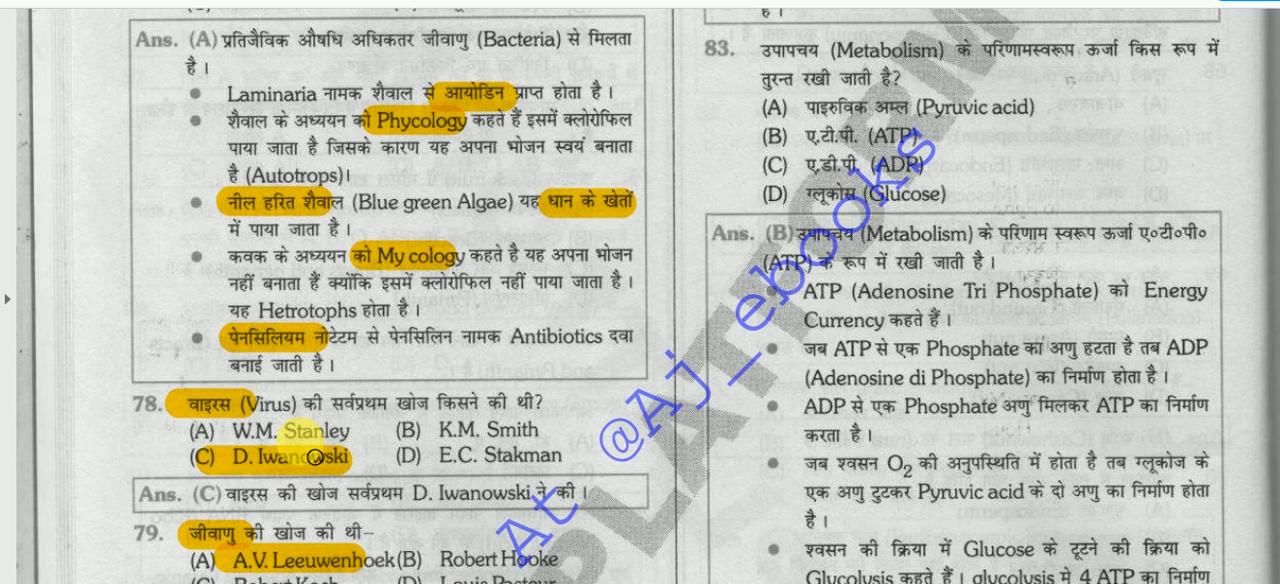 Ans. (A) प्रतिजैविक औषधि अधिकतर जीवाणु (Bacteria) से मिलता
है।
● Laminaria नामक शैवाल से आयोडिन प्राप्त होता है।
● शैवाल के अध्ययन को Phycology कहते हैं इसमें क्लोरोफिल
पाया जाता है जिसके कारण यह अपना भोजन स्वयं बनाता
है (Autotrops)।
● नील हरित शैवाल (Blue green Algae) यह धान के खेतों
में पाया जाता है।
● कवक के अध्ययन को My cology कहते है यह अपना भोजन
नहीं बनाता हैं क्योंकि इसमें क्लोरोफिल नहीं पाया जाता है।
यह Hetrotophs होता है।
● पेनसिलियम नोटेटम से पेनसिलिन नामक Antibiotics दवा
बनाई जाती है।
78. वाइरस (Virus) की सर्वप्रथम खोज किसने की थी?
(A) W.M. Stanley (B) K.M. Smith
(C) D. Iwanowski (D) E.C. Stakman
Ans. (C) वाइरस की खोज सर्वप्रथम D. Iwanowski ने की।
79. जीवाणु की खोज की थी–
(A) A.V. Leeuwenhoek (B) Robert Hooke
(C) Robert Koch (D) Louis Pasteur
है।
83. उपापचय (Metabolism) के परिणामस्वरूप ऊर्जा किस रूप में
तुरन्त रखी जाती है?
(A) पाइरुविक अम्ल (Pyruvic acid)
(B) ए.टी.पी. (ATP)
(C) ए.डी.पी. (ADP)
(D) ग्लूकोस (Glucose)
Ans. (B) उपापचय (Metabolism) के परिणाम स्वरूप ऊर्जा ए०टी०पी०
(ATP) के रूप में रखी जाती है।
● ATP (Adenosine Tri Phosphate) को Energy
Currency कहते हैं।
● जब ATP से एक Phosphate का अणु हटता है तब ADP
(Adenosine di Phosphate) का निर्माण होता है।
● ADP से एक Phosphate अणु मिलकर ATP का निर्माण
करता है।
● जब श्वसन O₂ की अनुपस्थिति में होता है तब ग्लूकोज के
एक अणु टुटकर Pyruvic acid के दो अणु का निर्माण होता
है।
● श्वसन की क्रिया में Glucose के टूटने की क्रिया को
Glycolysis कहते हैं। glycolysis मे 4 ATP का निर्माण
At @Aj_ebooks